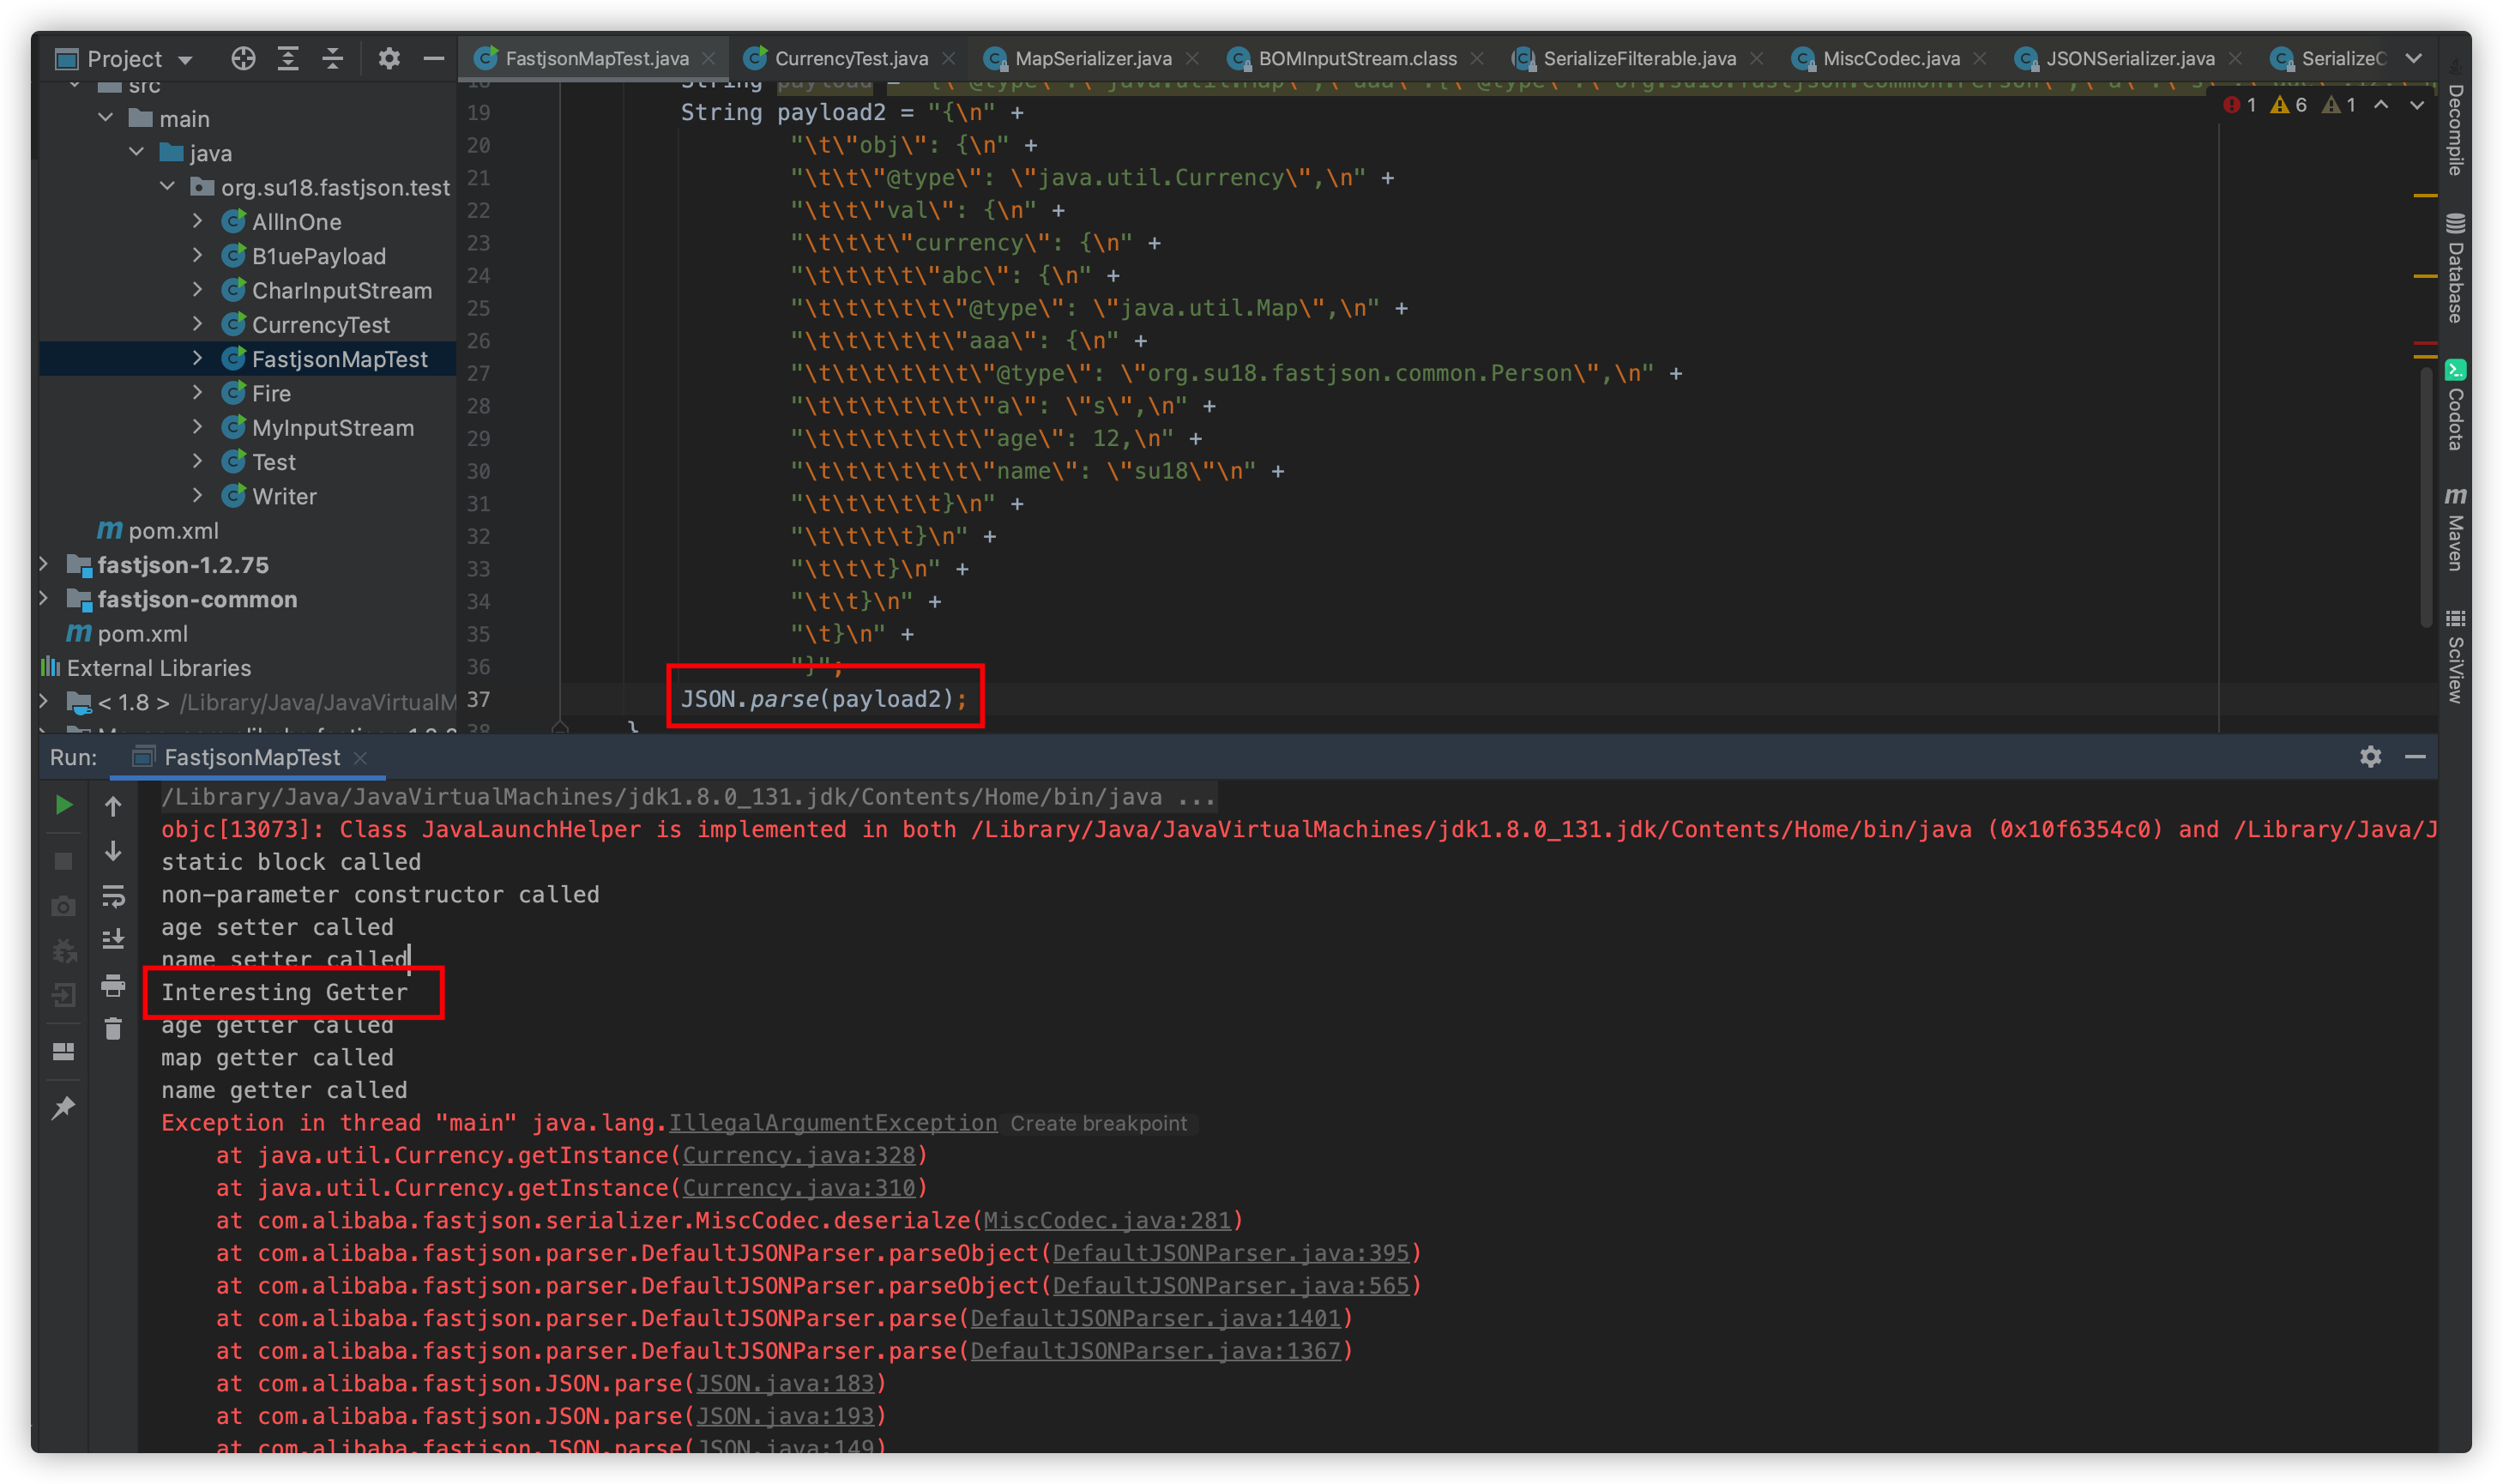 Project
FastjsonMapTest.java
CurrencyTest.java
MapSerializer.java
BOMInputStream.class
SerializeFilterable.java
MiscCodec.java
JSONSerializer.java
SerializeC
src
main
java
org.su18.fastjson.test
AllInOne
B1uePayload
CharInputStream
CurrencyTest
FastjsonMapTest
Fire
MyInputStream
Test
Writer
pom.xml
fastjson-1.2.75
fastjson-common
pom.xml
External Libraries
< 1.8 > /Library/Java/JavaVirtualM
1 6 1
19 String payload2 = "{\n" +
20 "\t\"obj\": {\n" +
21 "\t\t\"@type\": \"java.util.Currency\",\n" +
22 "\t\t\"val\": {\n" +
23 "\t\t\t\"currency\": {\n" +
24 "\t\t\t\t\"abc\": {\n" +
25 "\t\t\t\t\t\"@type\": \"java.util.Map\",\n" +
26 "\t\t\t\t\t\"aaa\": {\n" +
27 "\t\t\t\t\t\t\"@type\": \"org.su18.fastjson.common.Person\",\n" +
28 "\t\t\t\t\t\t\"a\": \"s\",\n" +
29 "\t\t\t\t\t\t\"age\": 12,\n" +
30 "\t\t\t\t\t\t\"name\": \"su18\"\n" +
31 "\t\t\t\t\t}\n" +
32 "\t\t\t\t}\n" +
33 "\t\t\t}\n" +
34 "\t\t}\n" +
35 "\t}\n" +
36 "}";
37 JSON.parse(payload2);
38 }
Decompile
Database
Codota
Maven
SciView
Run: FastjsonMapTest
/Library/Java/JavaVirtualMachines/jdk1.8.0_131.jdk/Contents/Home/bin/java ...
objc[13073]: Class JavaLaunchHelper is implemented in both /Library/Java/JavaVirtualMachines/jdk1.8.0_131.jdk/Contents/Home/bin/java (0x10f6354c0) and /Library/Java/J
static block called
non-parameter constructor called
age setter called
name setter called
Interesting Getter
age getter called
map getter called
name getter called
Exception in thread "main" java.lang.IllegalArgumentException Create breakpoint
at java.util.Currency.getInstance(Currency.java:328)
at java.util.Currency.getInstance(Currency.java:310)
at com.alibaba.fastjson.serializer.MiscCodec.deserialze(MiscCodec.java:281)
at com.alibaba.fastjson.parser.DefaultJSONParser.parseObject(DefaultJSONParser.java:395)
at com.alibaba.fastjson.parser.DefaultJSONParser.parseObject(DefaultJSONParser.java:565)
at com.alibaba.fastjson.parser.DefaultJSONParser.parse(DefaultJSONParser.java:1401)
at com.alibaba.fastjson.parser.DefaultJSONParser.parse(DefaultJSONParser.java:1367)
at com.alibaba.fastjson.JSON.parse(JSON.java:183)
at com.alibaba.fastjson.JSON.parse(JSON.java:193)
at com.alibaba.fastjson.JSON.parse(JSON.java:149)